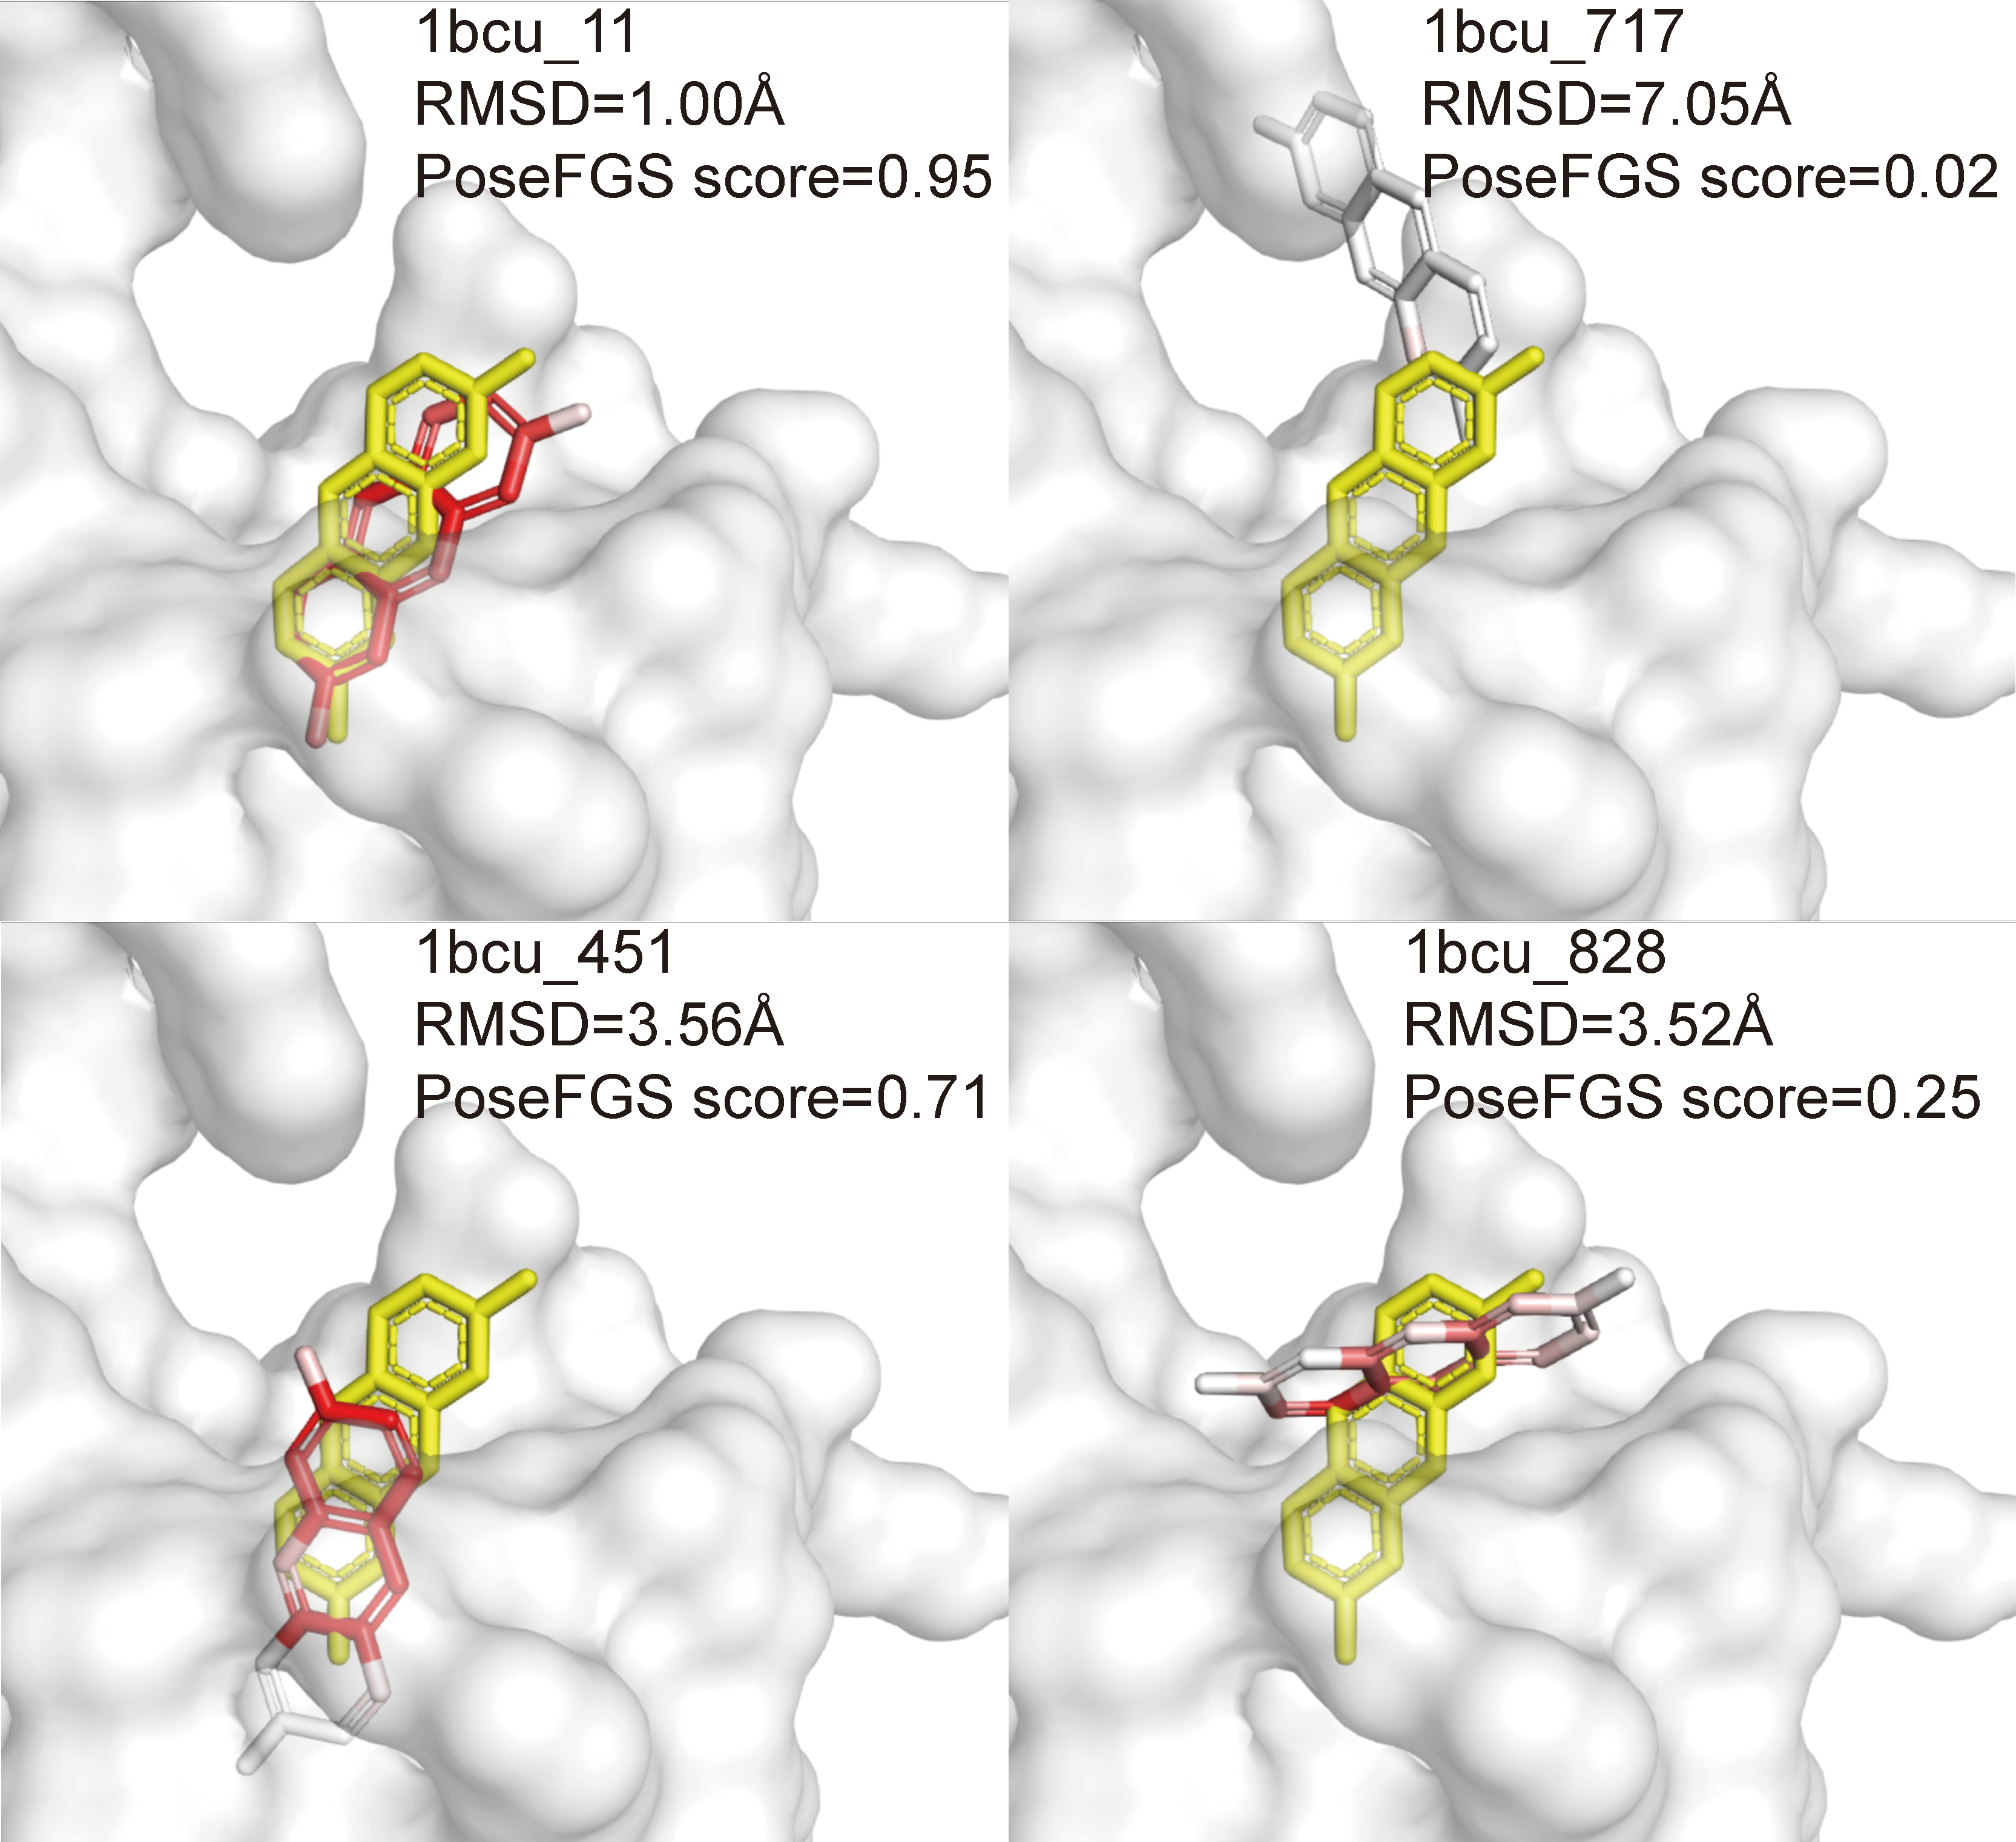 1bcu_11
RMSD=1.00Å
PoseFGS score=0.95
1bcu_717
RMSD=7.05Å
PoseFGS score=0.02
1bcu_451
RMSD=3.56Å
PoseFGS score=0.71
1bcu_828
RMSD=3.52Å
PoseFGS score=0.25